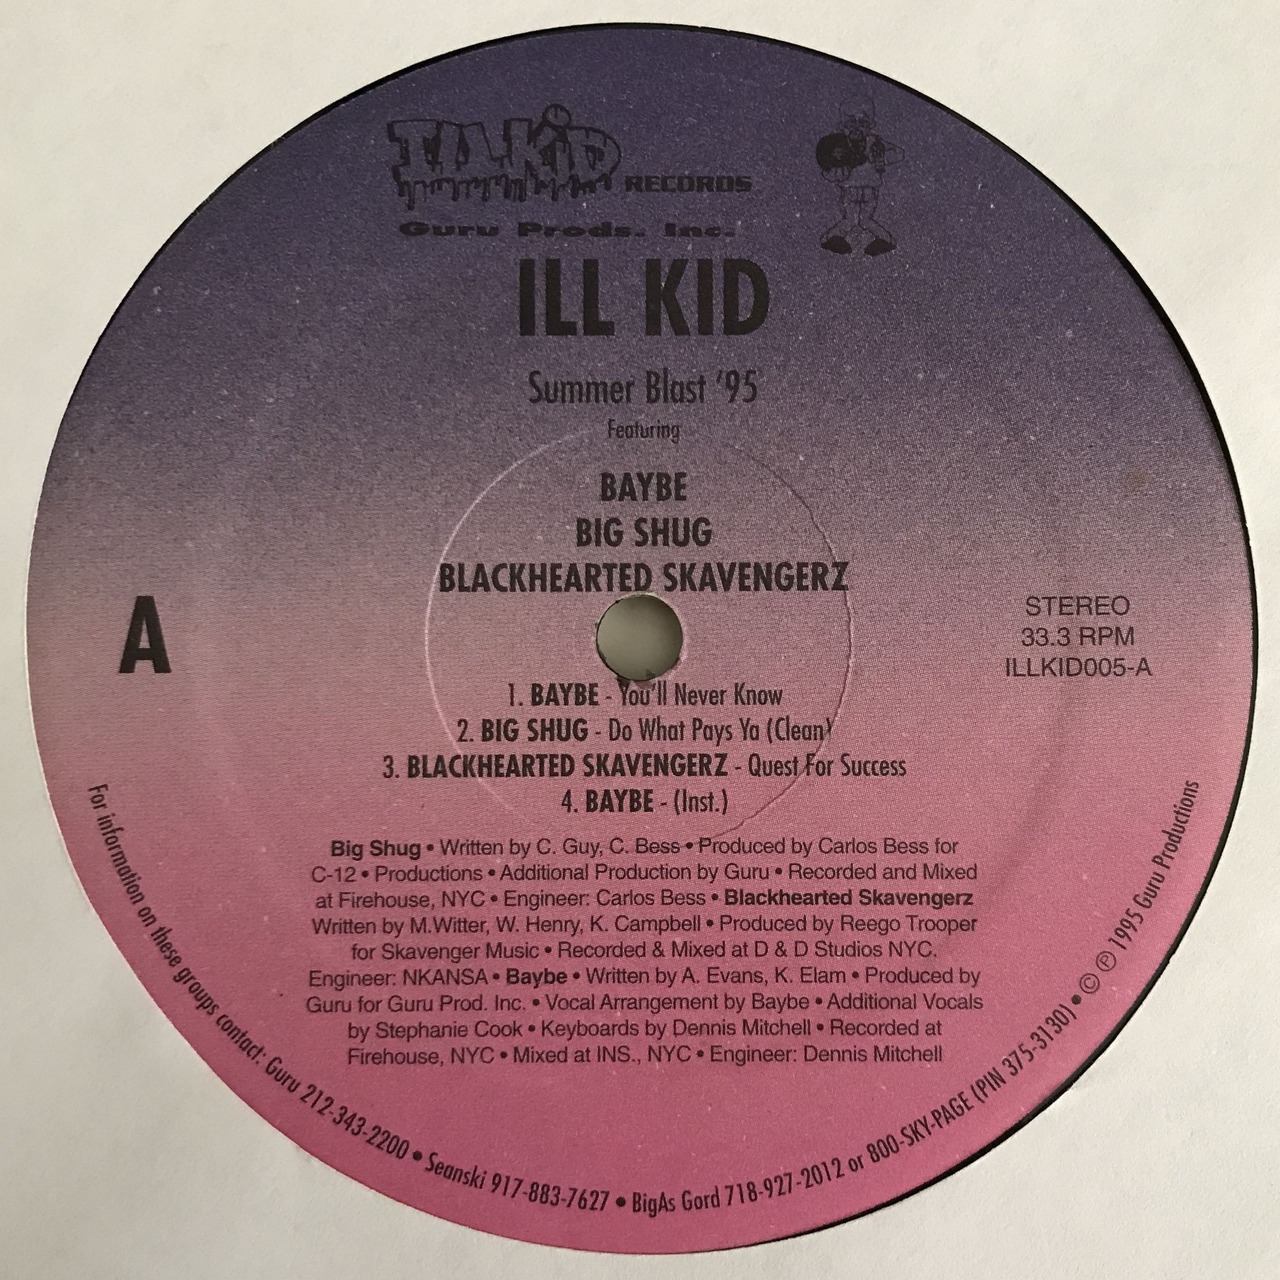 ILLKID RECORDS
Guru Prods. Inc.
ILL KID
Summer Blast '95
Featuring
BAYBE
BIG SHUG
BLACKHEARTED SKAVENGERZ
A
STEREO
33.3 RPM
ILLKID005-A
1. BAYBE - You'll Never Know
2. BIG SHUG - Do What Pays Ya (Clean)
3. BLACKHEARTED SKAVENGERZ - Quest For Success
4. BAYBE - (Inst.)
Big Shug • Written by C. Guy, C. Bess • Produced by Carlos Bess for
C-12 • Productions • Additional Production by Guru • Recorded and Mixed
at Firehouse, NYC • Engineer: Carlos Bess • Blackhearted Skavengerz
Written by M.Witter, W. Henry, K. Campbell • Produced by Reego Trooper
for Skavenger Music • Recorded & Mixed at D & D Studios NYC.
Engineer: NKANSA • Baybe • Written by A. Evans, K. Elam • Produced by
Guru for Guru Prod. Inc. • Vocal Arrangement by Baybe • Additional Vocals
by Stephanie Cook • Keyboards by Dennis Mitchell • Recorded at
Firehouse, NYC • Mixed at INS., NYC • Engineer: Dennis Mitchell
For information on these groups contact: Guru 212-343-2200 • Seanski 917-883-7627 • BigAs Gord 718-927-2012 or 800-SKY-PAGE (PIN 375-3130) • © ℗ 1995 Guru Productions